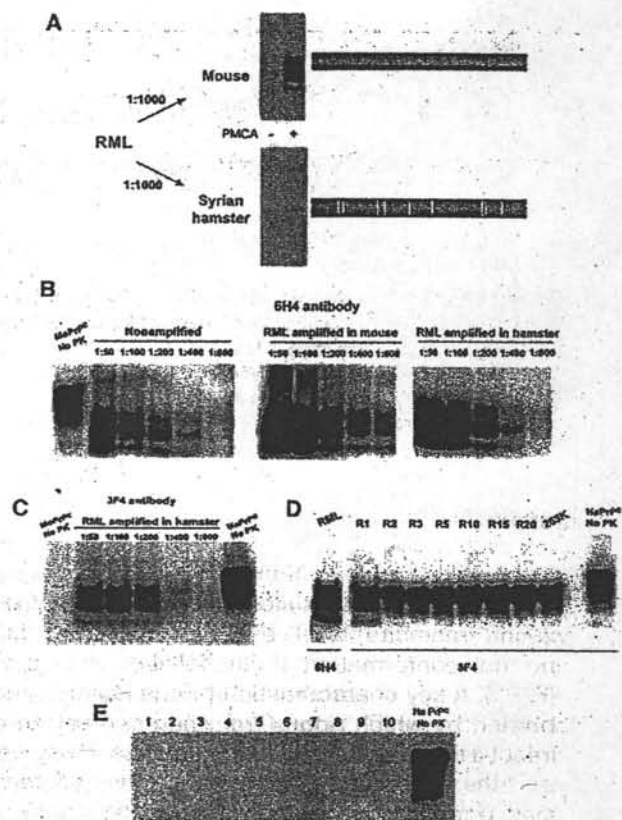 A
Mouse
1:1000
RML
PMCA - +
1:1000
Syrian hamster
B
6H4 antibody
MoPrPc No PK
Nonamplified
RML amplified in mouse
RML amplified in hamster
1:50 1:100 1:200 1:400 1:800
1:50 1:100 1:200 1:400 1:800
1:50 1:100 1:200 1:400 1:800
C
3F4 antibody
MoPrPc No PK
RML amplified in hamster
HaPrPc No PK
1:50 1:100 1:200 1:400 1:800
D
RML R1 R2 R3 R5 R10 R15 R20 263K
HaPrPc No PK
6H4
3F4
E
1 2 3 4 5 6 7 8 9 10
HaPrPc No PK